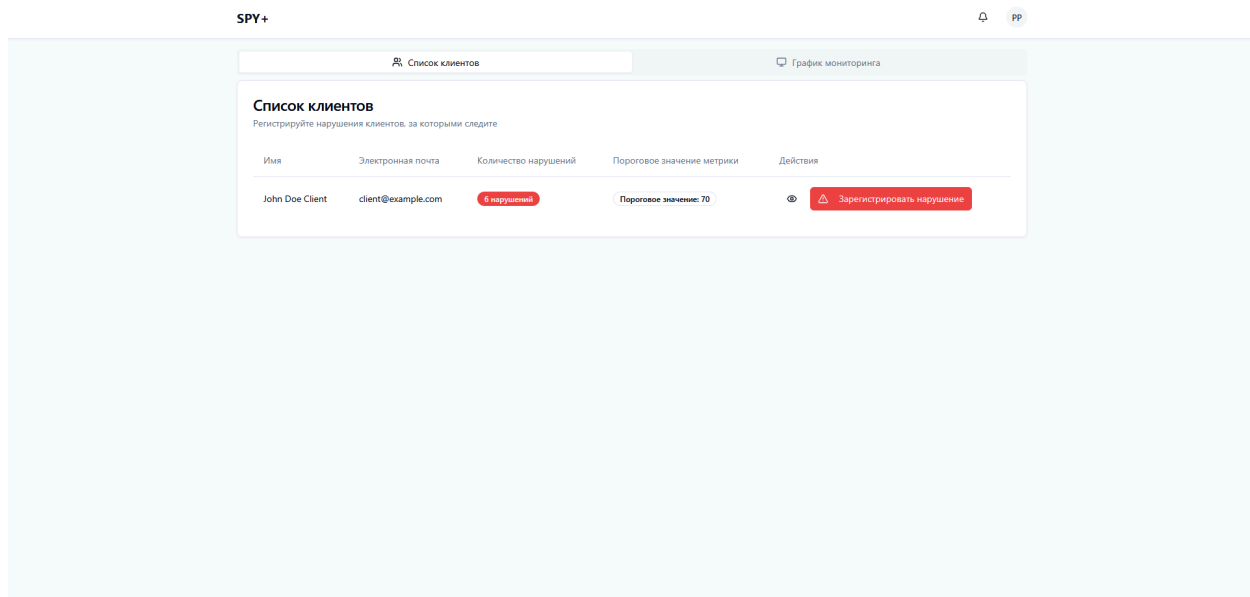 SPY+
PP
Список клиентов
График мониторинга
Список клиентов
Регистрируйте нарушения клиентов, за которыми следите
Имя Электронная почта Количество нарушений Пороговое значение метрики Действия
John Doe Client client@example.com 6 нарушений Пороговое значение: 70 Зарегистрировать нарушение